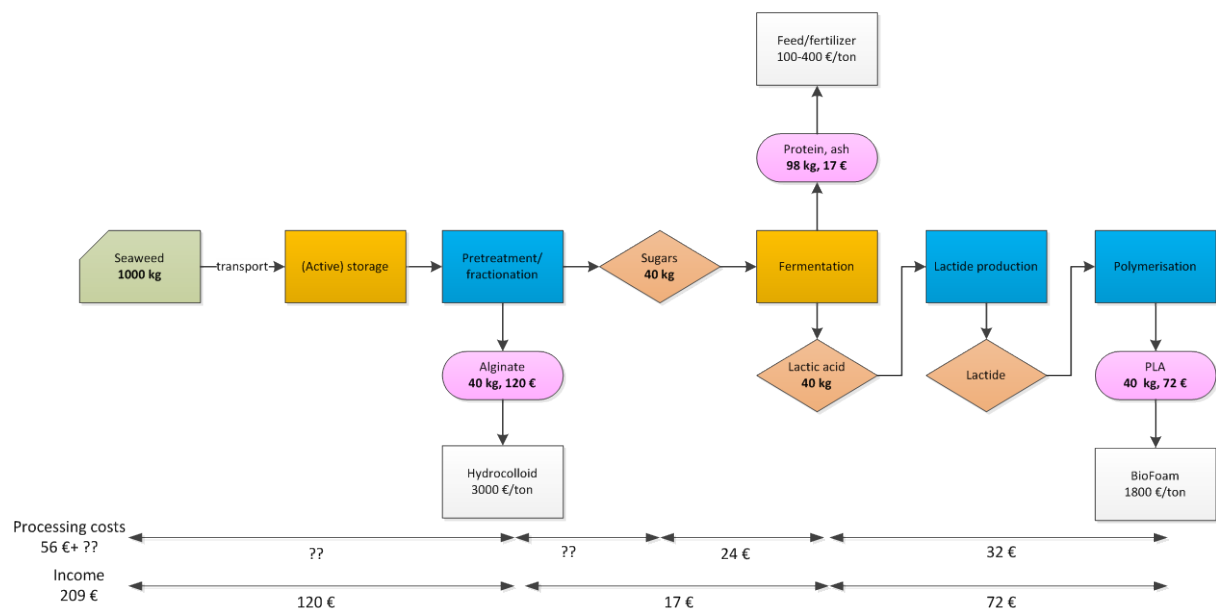 Feed/fertilizer
100-400 €/ton
Protein, ash
98 kg, 17 €
Seaweed
1000 kg
transport
(Active) storage
Pretreatment/
fractionation
Sugars
40 kg
Fermentation
Lactide production
Polymerisation
Alginate
40 kg, 120 €
Lactic acid
40 kg
Lactide
PLA
40 kg, 72 €
Hydrocolloid
3000 €/ton
BioFoam
1800 €/ton
Processing costs
56 €+ ??
??
??
24 €
32 €
Income
209 €
120 €
17 €
72 €